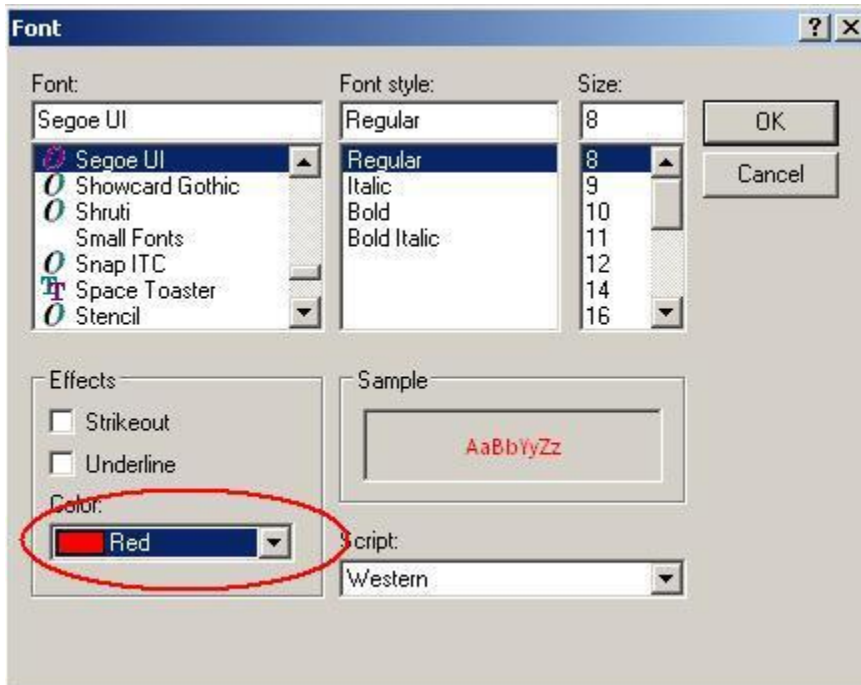 Font
Font:
Font style:
Size:
Segoe UI
Regular
8
OK
Segoe UI
Showcard Gothic
Shruti
Small Fonts
Snap ITC
Space Toaster
Stencil
Regular
Italic
Bold
Bold Italic
8
9
10
11
12
14
16
Cancel
Effects
Strikeout
Underline
Color:
Red
Sample
AaBbYyZz
Script:
Western